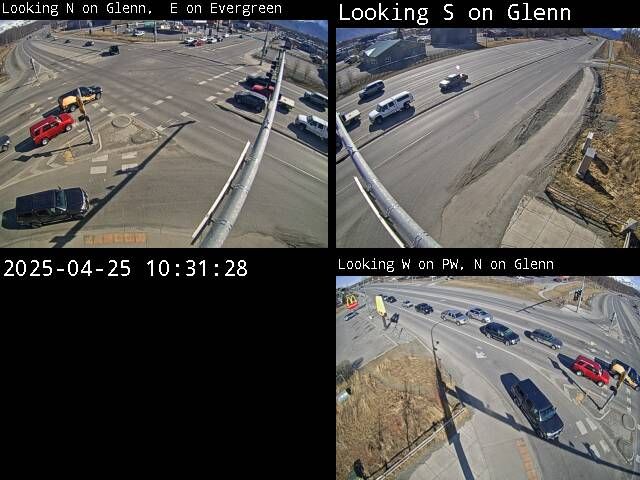 Looking N on Glenn,  E on Evergreen
Looking S on Glenn
2025-04-25 10:31:28
Looking W on PW, N on Glenn